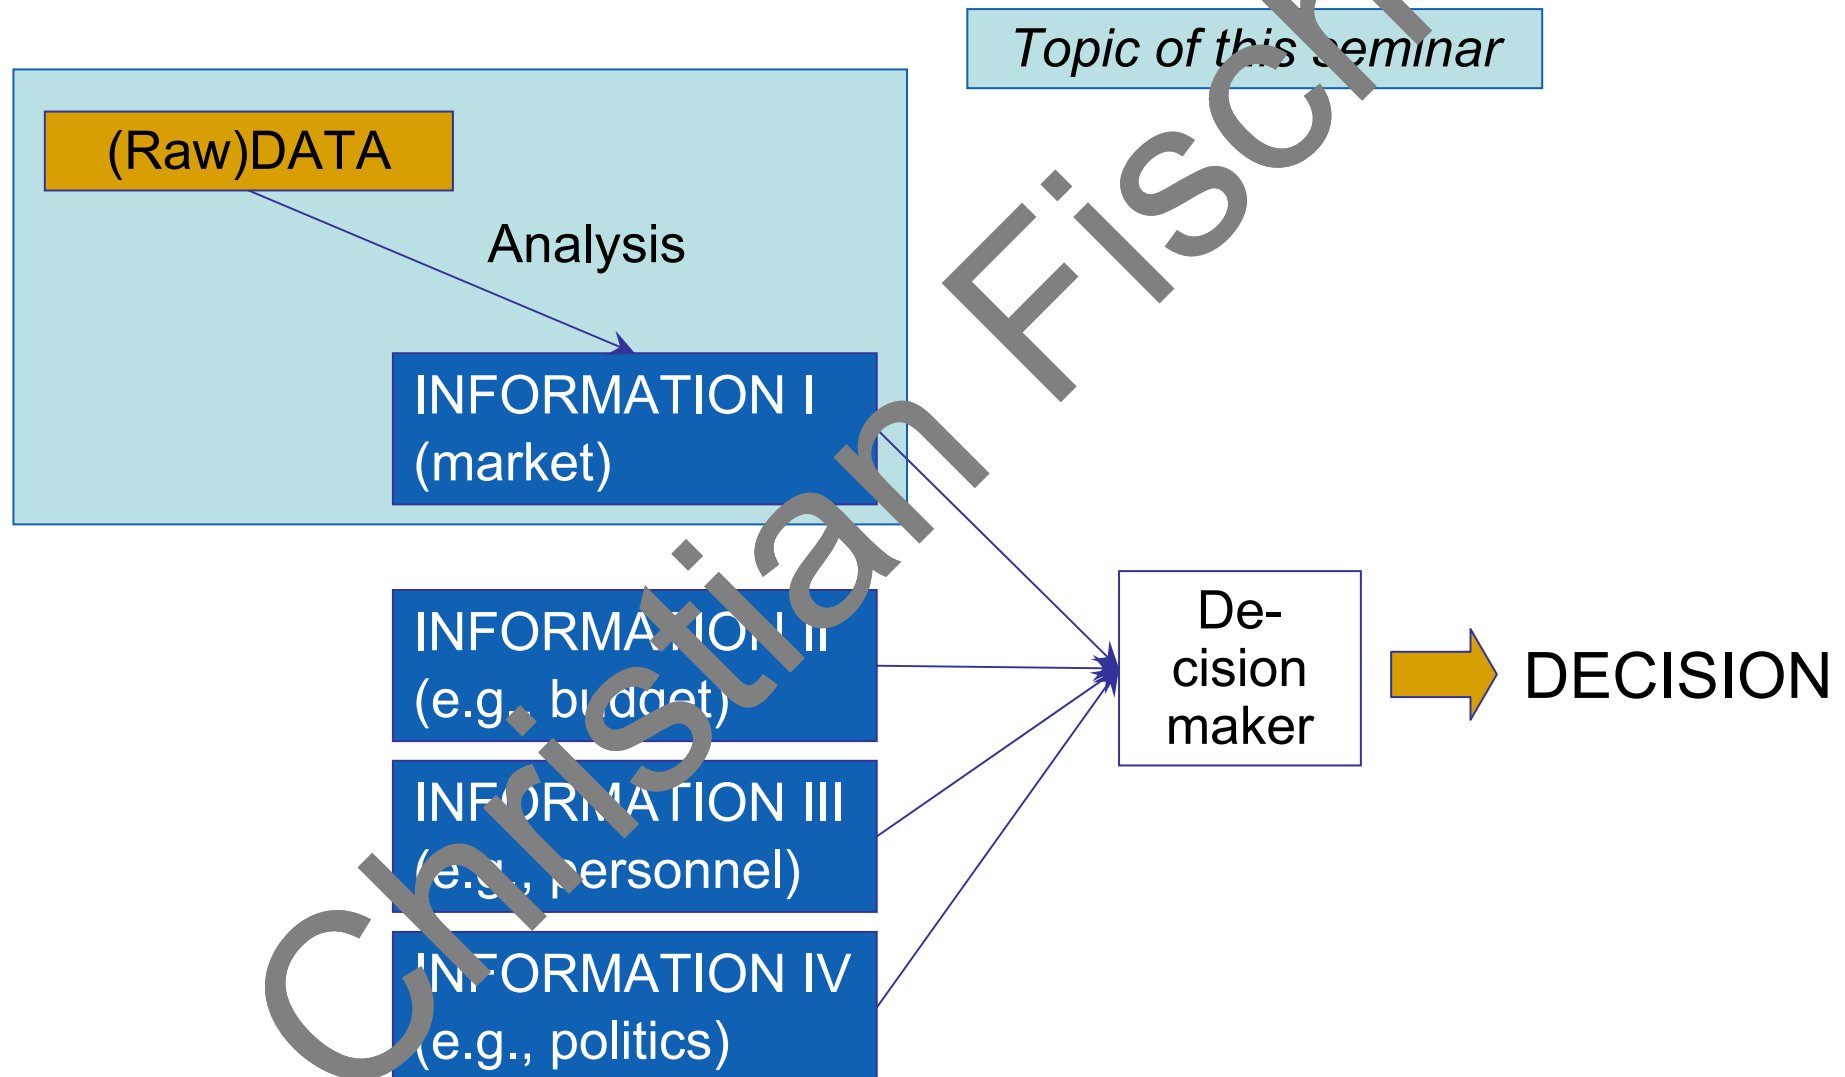 Topic of this seminar
(Raw)DATA
Analysis
INFORMATION I
(market)
INFORMATION II
(e.g., budget)
INFORMATION III
(e.g., personnel)
INFORMATION IV
(e.g., politics)
De-
cision
maker
DECISION
Christian Fisch